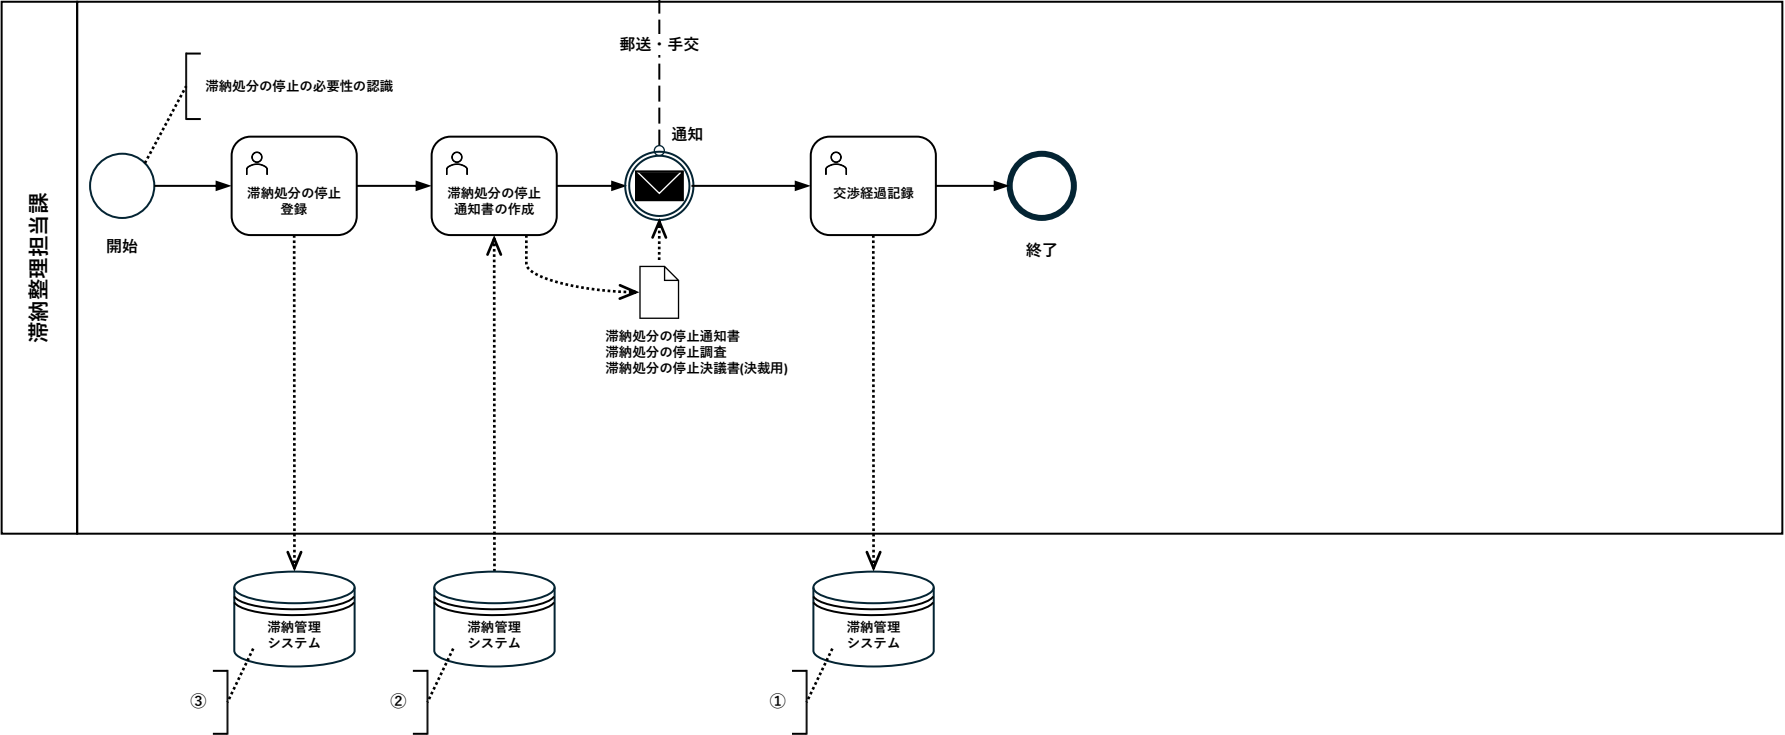 滞納整理担当課
郵送・手交
滞納処分の停止の必要性の認識
通知
開始
滞納処分の停止
登録
滞納処分の停止
通知書の作成
交渉経過記録
終了
滞納処分の停止通知書
滞納処分の停止調査
滞納処分の停止決議書(決裁用)
滞納管理
システム
滞納管理
システム
滞納管理
システム
③
②
①